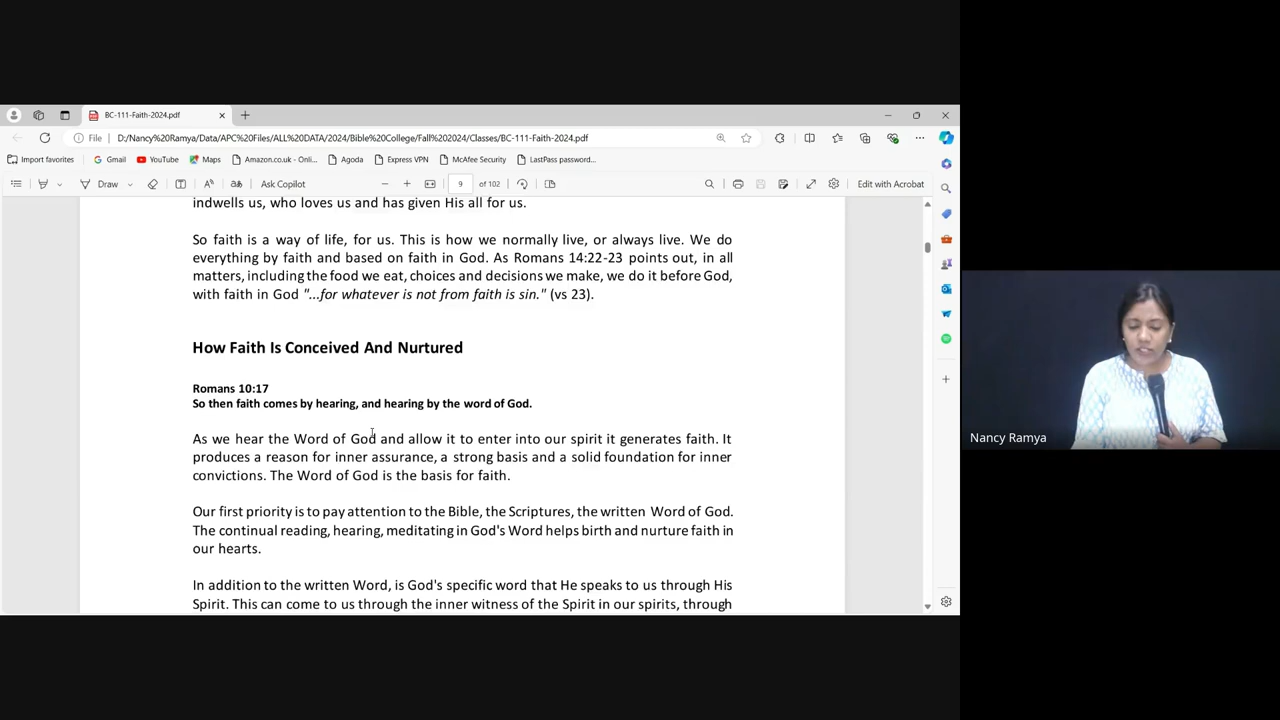 BC-111-Faith-2024.pdf
File
D:/Nancy%20Ramya/Data/APC%20Files/ALL%20DATA/2024/Bible%20College/Fall%202024/Classes/BC-111-Faith-2024.pdf
Import favorites Gmail YouTube Maps Amazon.co.uk - Onli... Agoda Express VPN McAfee Security LastPass password...
Draw Ask Copilot 9 of 102 Edit with Acrobat
indwells us, who loves us and has given His all for us.
So faith is a way of life, for us. This is how we normally live, or always live. We do
everything by faith and based on faith in God. As Romans 14:22-23 points out, in all
matters, including the food we eat, choices and decisions we make, we do it before God,
with faith in God "...for whatever is not from faith is sin." (vs 23).
How Faith Is Conceived And Nurtured
Romans 10:17
So then faith comes by hearing, and hearing by the word of God.
As we hear the Word of God and allow it to enter into our spirit it generates faith. It
produces a reason for inner assurance, a strong basis and a solid foundation for inner
convictions. The Word of God is the basis for faith.
Our first priority is to pay attention to the Bible, the Scriptures, the written Word of God.
The continual reading, hearing, meditating in God's Word helps birth and nurture faith in
our hearts.
In addition to the written Word, is God's specific word that He speaks to us through His
Spirit. This can come to us through the inner witness of the Spirit in our spirits, through
Nancy Ramya